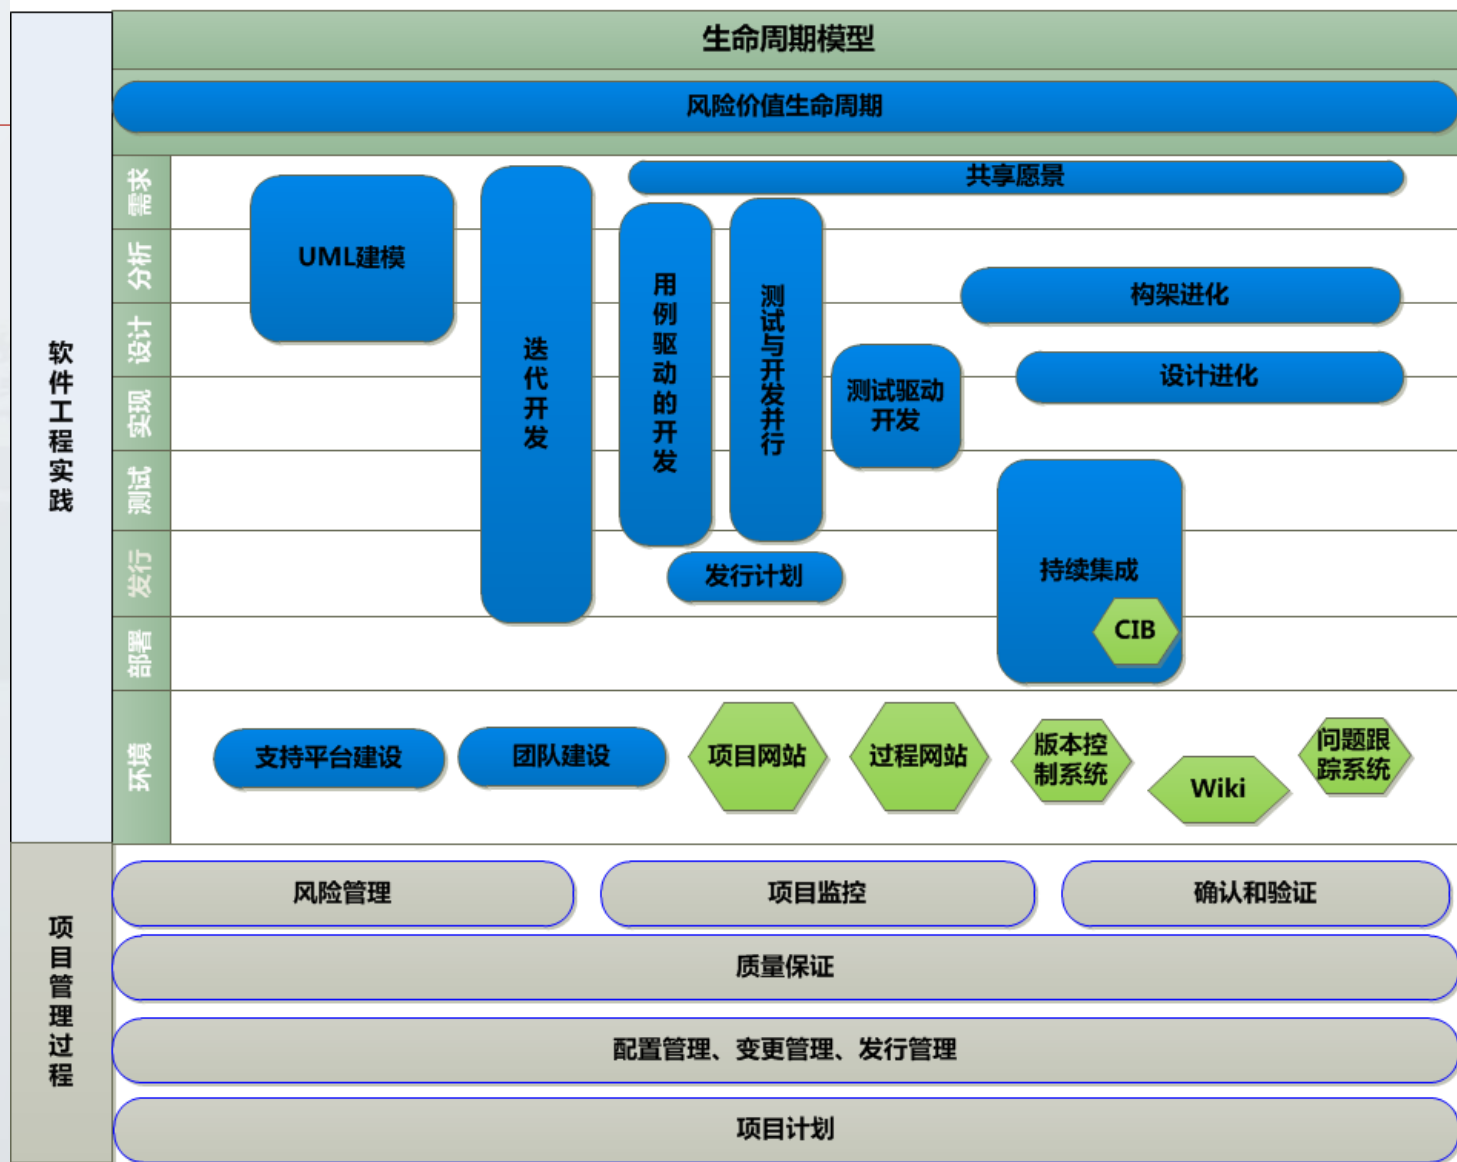 生命周期模型
风险价值生命周期
软件工程实践
需求
分析
设计
实现
测试
发行
部署
环境
共享愿景
UML建模
迭代开发
用例驱动的开发
测试与开发并行
构架进化
设计进化
测试驱动
开发
发行计划
持续集成
CIB
支持平台建设
团队建设
项目网站
过程网站
版本控
制系统
Wiki
问题跟
踪系统
项目管理过程
风险管理
项目监控
确认和验证
质量保证
配置管理、变更管理、发行管理
项目计划